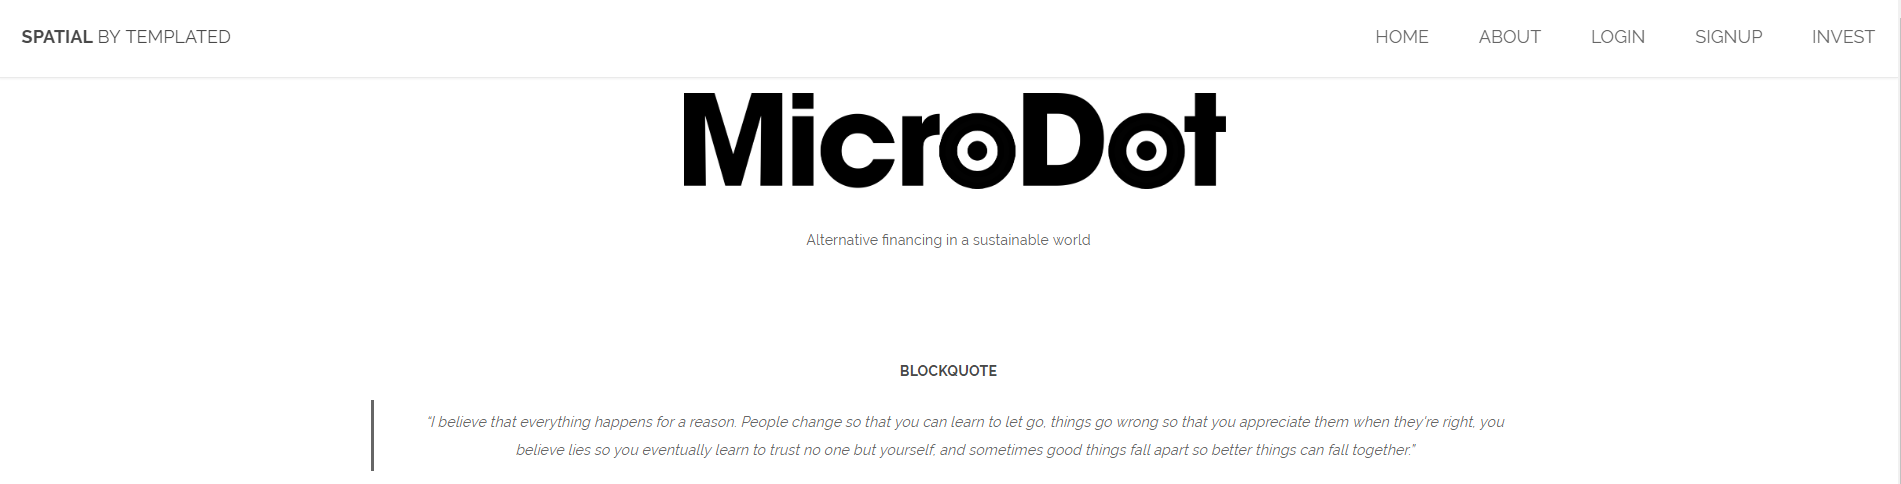 SPATIAL BY TEMPLATED
HOME ABOUT LOGIN SIGNUP INVEST
MicroDot
Alternative financing in a sustainable world
BLOCKQUOTE
“I believe that everything happens for a reason. People change so that you can learn to let go, things go wrong so that you appreciate them when they're right, you
believe lies so you eventually learn to trust no one but yourself, and sometimes good things fall apart so better things can fall together.”